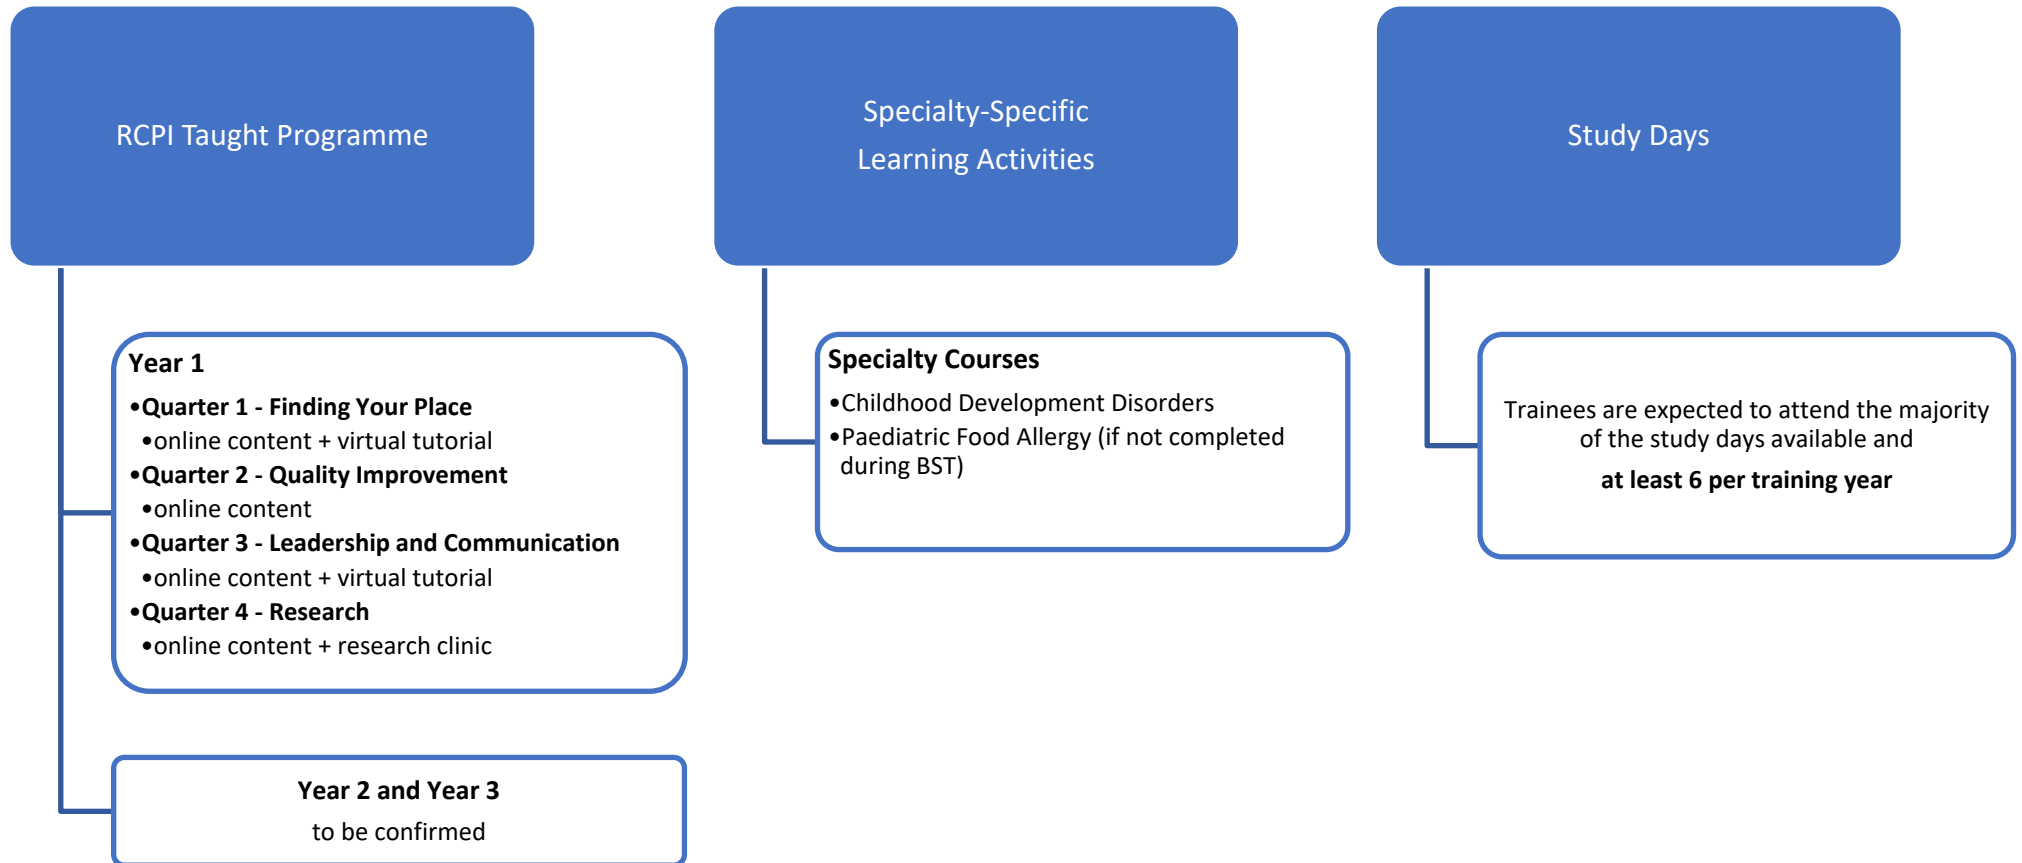 RCPI Taught Programme
Year 1
•Quarter 1 - Finding Your Place
•online content + virtual tutorial
•Quarter 2 - Quality Improvement
•online content
•Quarter 3 - Leadership and Communication
•online content + virtual tutorial
•Quarter 4 - Research
•online content + research clinic
Year 2 and Year 3
to be confirmed
Specialty-Specific
Learning Activities
Specialty Courses
•Childhood Development Disorders
•Paediatric Food Allergy (if not completed
during BST)
Study Days
Trainees are expected to attend the majority
of the study days available and
at least 6 per training year